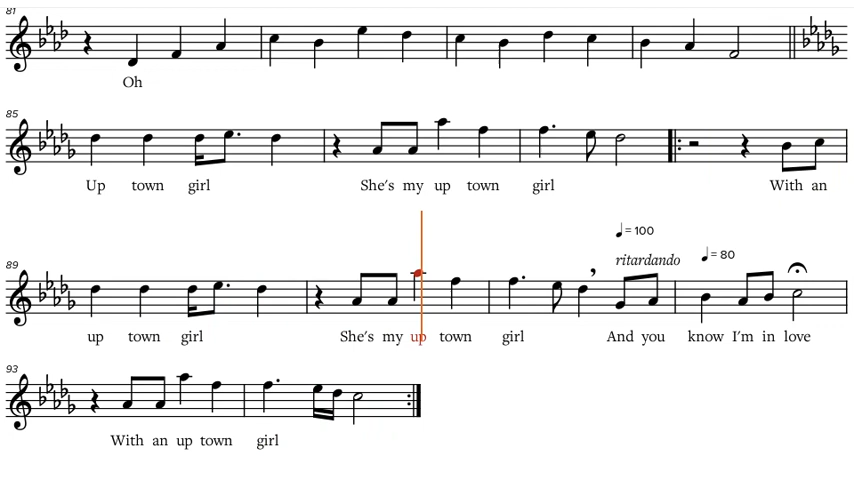 81
Oh
85
Up town girl She's my up town girl With an
♩ = 100
ritardando ♩ = 80
89
up town girl She's my up town girl And you know I'm in love
93
With an up town girl